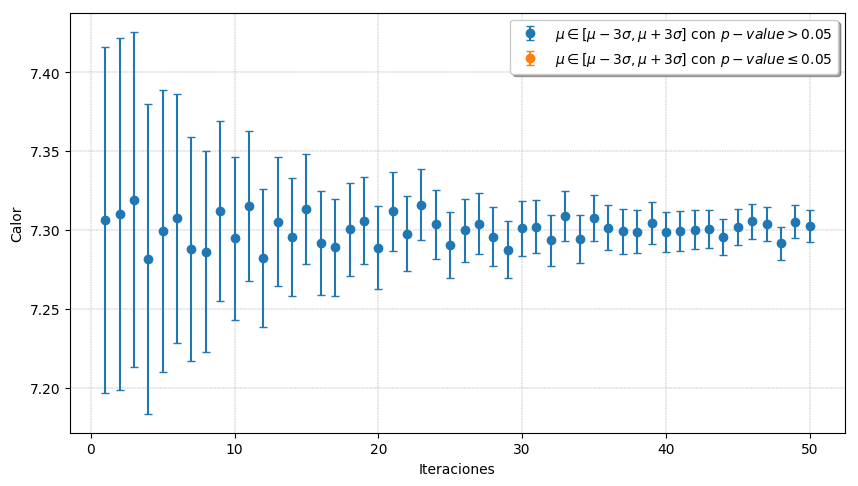 μ ∈ [μ − 3σ, μ + 3σ] con p − value > 0.05
μ ∈ [μ − 3σ, μ + 3σ] con p − value ≤ 0.05
7.40
7.35
7.30
7.25
7.20
Calor
0 10 20 30 40 50
Iteraciones